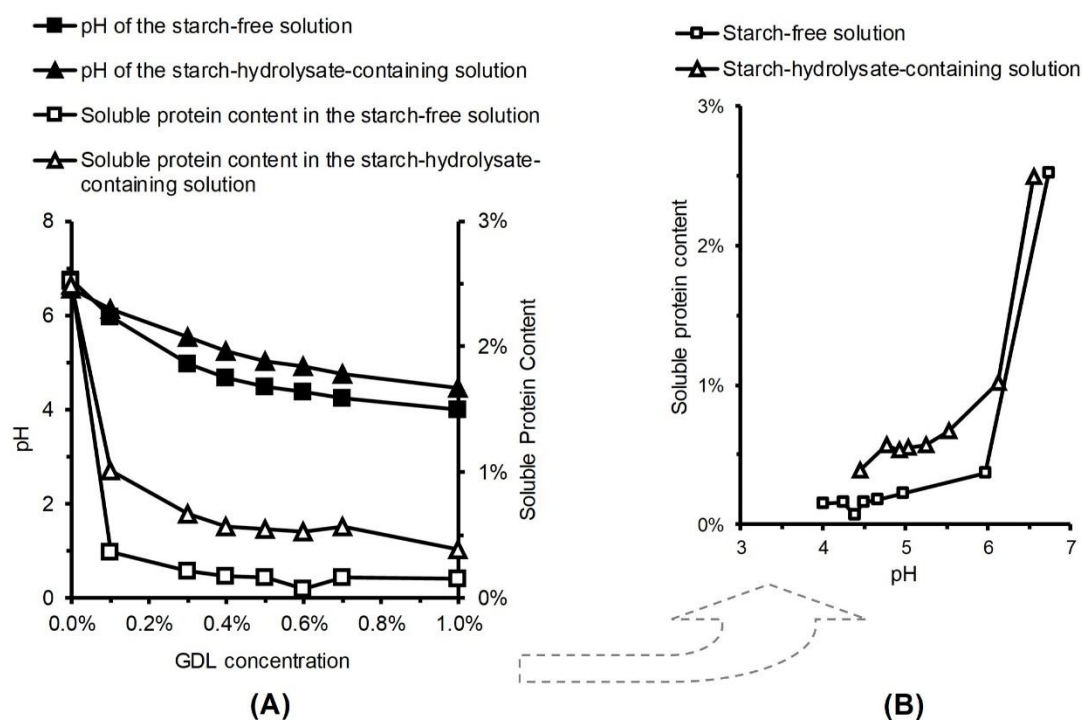 pH of the starch-free solution
pH of the starch-hydrolysate-containing solution
Soluble protein content in the starch-free solution
Soluble protein content in the starch-hydrolysate-
containing solution
8
6
4
2
0
pH
3%
2%
1%
0%
Soluble Protein Content
0.0% 0.2% 0.4% 0.6% 0.8% 1.0%
GDL concentration
(A)
Starch-free solution
Starch-hydrolysate-containing solution
3%
2%
1%
0%
Soluble protein content
3 4 5 6 7
pH
(B)